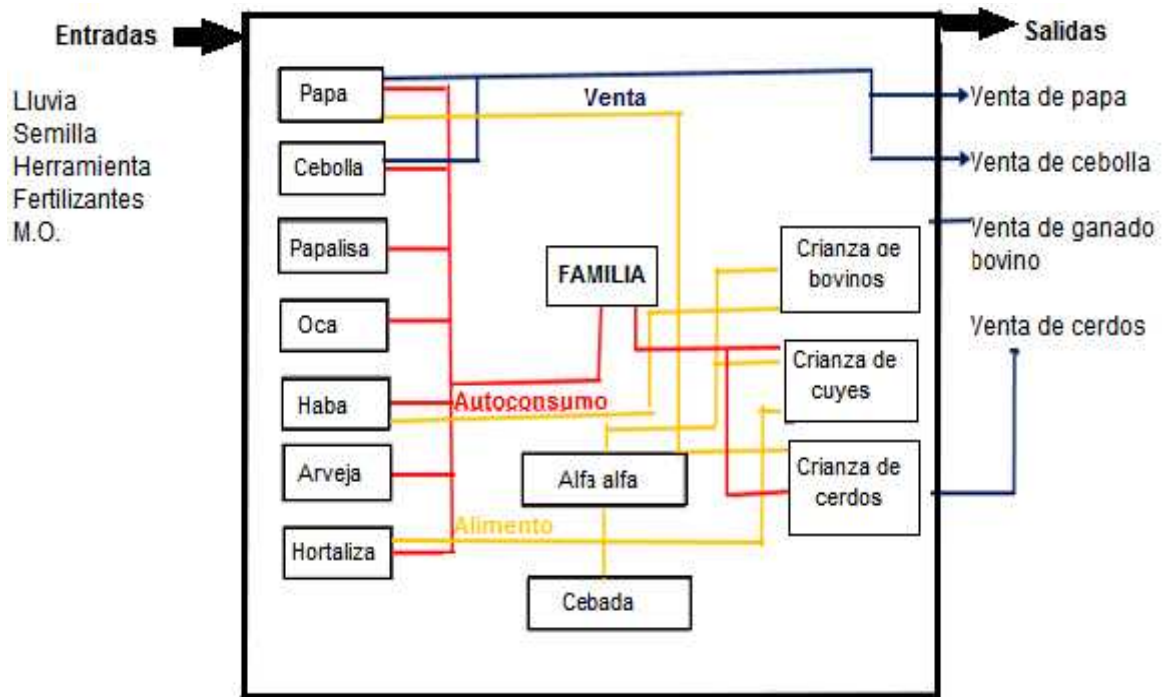 Entradas
Salidas
Lluvia
Semilla
Herramienta
Fertilizantes
M.O.
Papa
Cebolla
Papalisa
Oca
Haba
Arveja
Hortaliza
Venta
FAMILIA
Autoconsumo
Alfa alfa
Alimento
Cebada
Crianza de
bovinos
Crianza de
cuyes
Crianza de
cerdos
Venta de papa
Venta de cebolla
Venta de ganado
bovino
Venta de cerdos